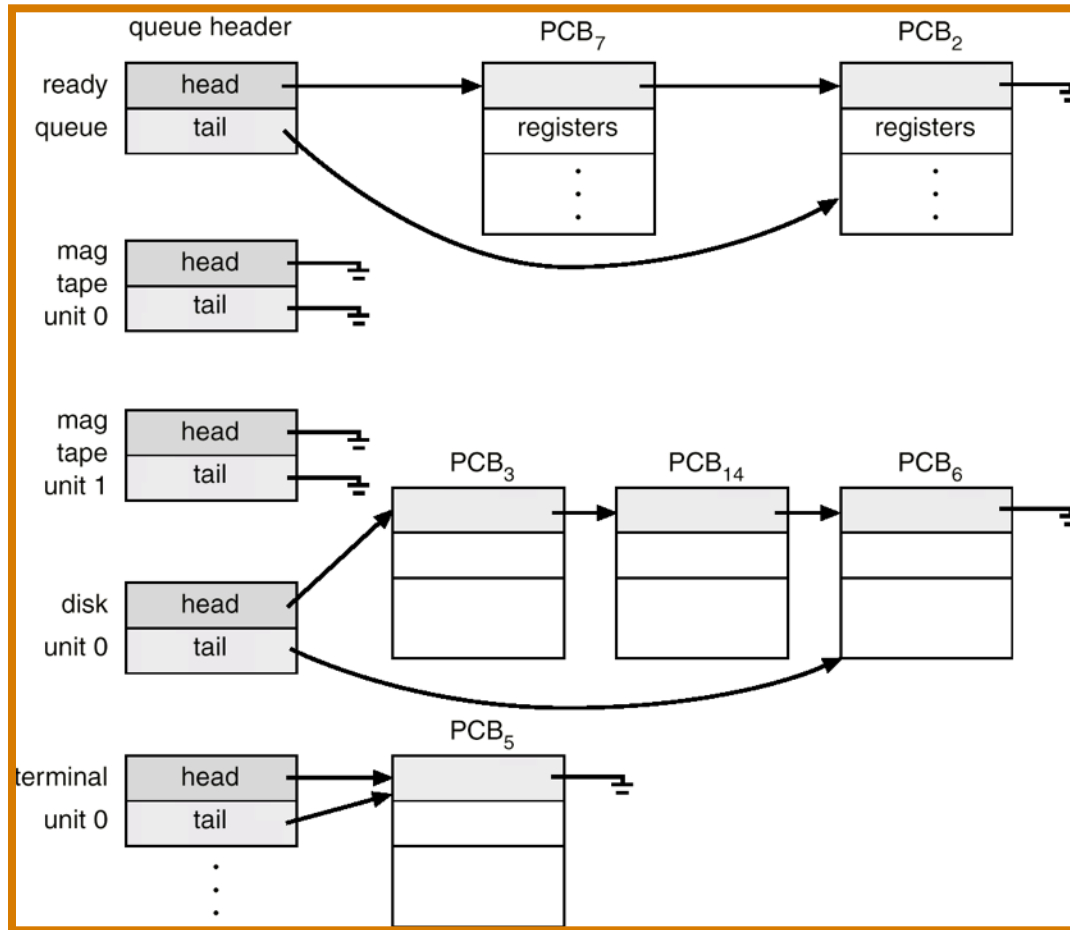 queue header
PCB7
PCB2
ready
queue
head
tail
registers
registers
mag
tape
unit 0
head
tail
mag
tape
unit 1
head
tail
PCB3
PCB14
PCB6
disk
unit 0
head
tail
PCB5
terminal
unit 0
head
tail